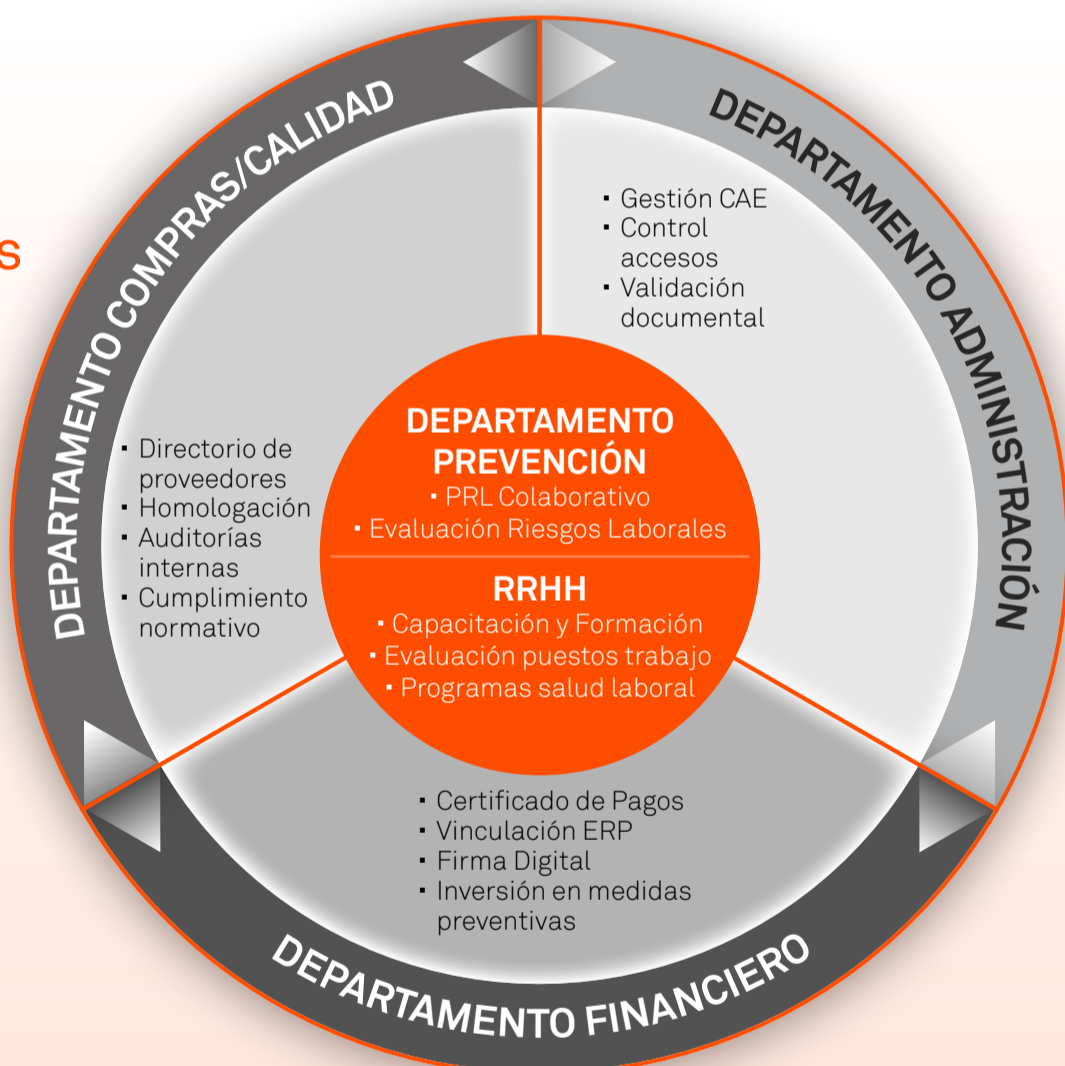 S
DEPARTAMENTO COMPRAS/CALIDAD
▪ Directorio de
proveedores
▪ Homologación
▪ Auditorías
internas
▪ Cumplimiento
normativo
DEPARTAMENTO ADMINISTRACIÓN
▪ Gestión CAE
▪ Control
accesos
▪ Validación
documental
DEPARTAMENTO
PREVENCIÓN
▪ PRL Colaborativo
▪ Evaluación Riesgos Laborales
RRHH
▪ Capacitación y Formación
▪ Evaluación puestos trabajo
▪ Programas salud laboral
▪ Certificado de Pagos
▪ Vinculación ERP
▪ Firma Digital
▪ Inversión en medidas
preventivas
DEPARTAMENTO FINANCIERO